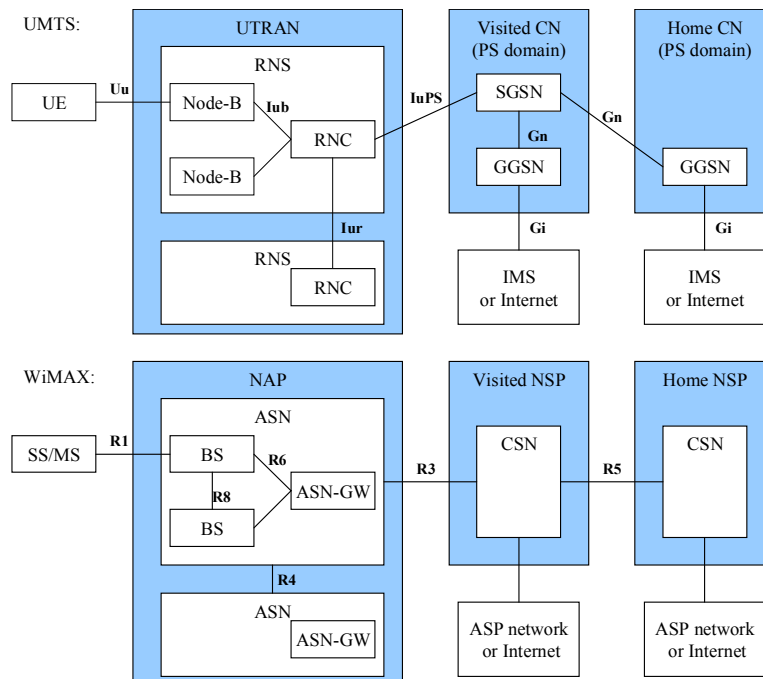 UMTS:
UTRAN
Visited CN
(PS domain)
Home CN
(PS domain)
RNS
UE
Uu
Node-B
Iub
RNC
Node-B
IuPS
SGSN
Gn
GGSN
Gn
GGSN
Iur
RNS
RNC
Gi
Gi
IMS
or Internet
IMS
or Internet
WiMAX:
NAP
Visited NSP
Home NSP
ASN
SS/MS
R1
BS
R6
R8
ASN-GW
BS
R3
CSN
R5
CSN
R4
ASN
ASN-GW
ASP network
or Internet
ASP network
or Internet